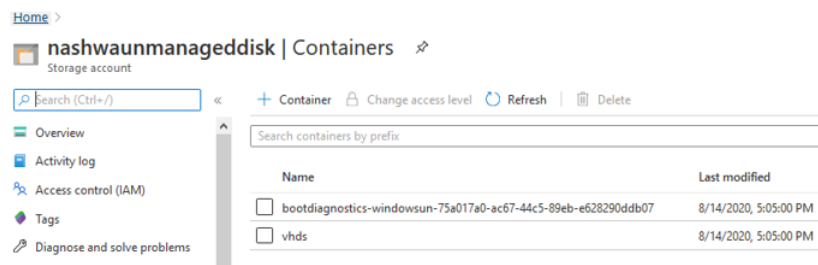 Home >
nashwaunmanageddisk | Containers
Storage account
Search (Ctrl+/) «
+ Container Change access level Refresh Delete
Overview
Search containers by prefix
Activity log
Name Last modified
Access control (IAM)
bootdiagnostics-windowsun-75a017a0-ac67-44c5-89eb-e628290ddb07 8/14/2020, 5:05:00 PM
Tags
vhds 8/14/2020, 5:05:00 PM
Diagnose and solve problems